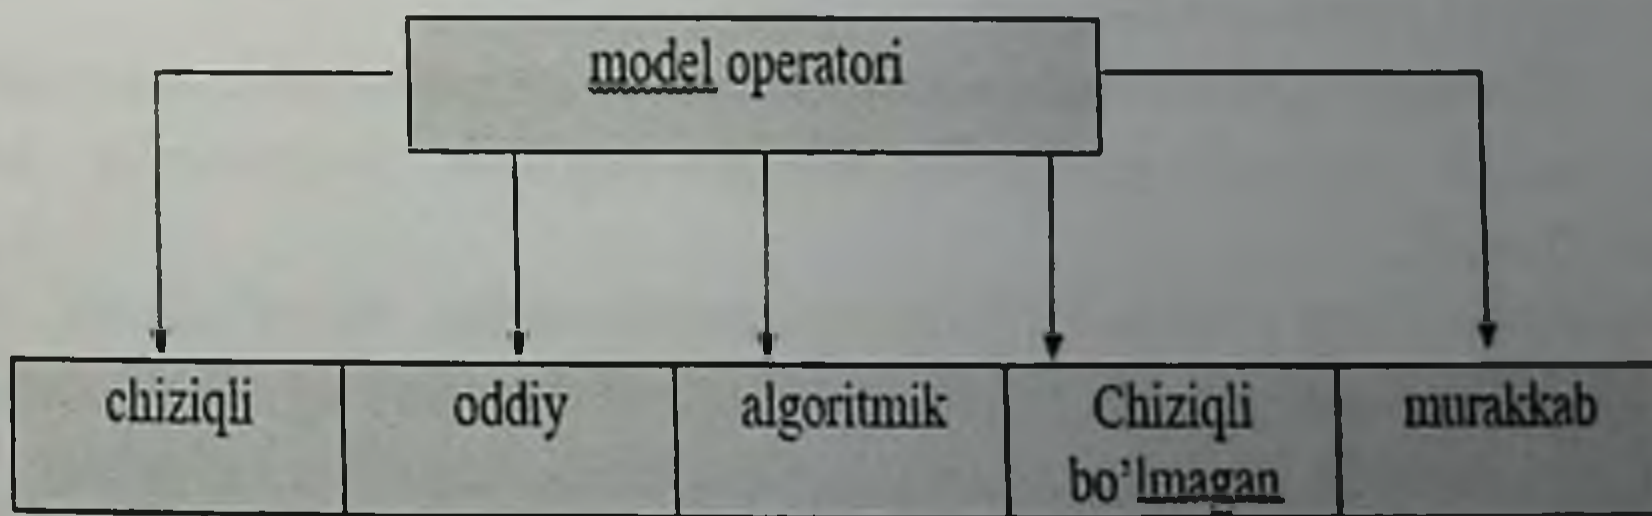 model operatori
chiziqli
oddiy
algoritmik
Chiziqli
bo'lmagan
murakkab